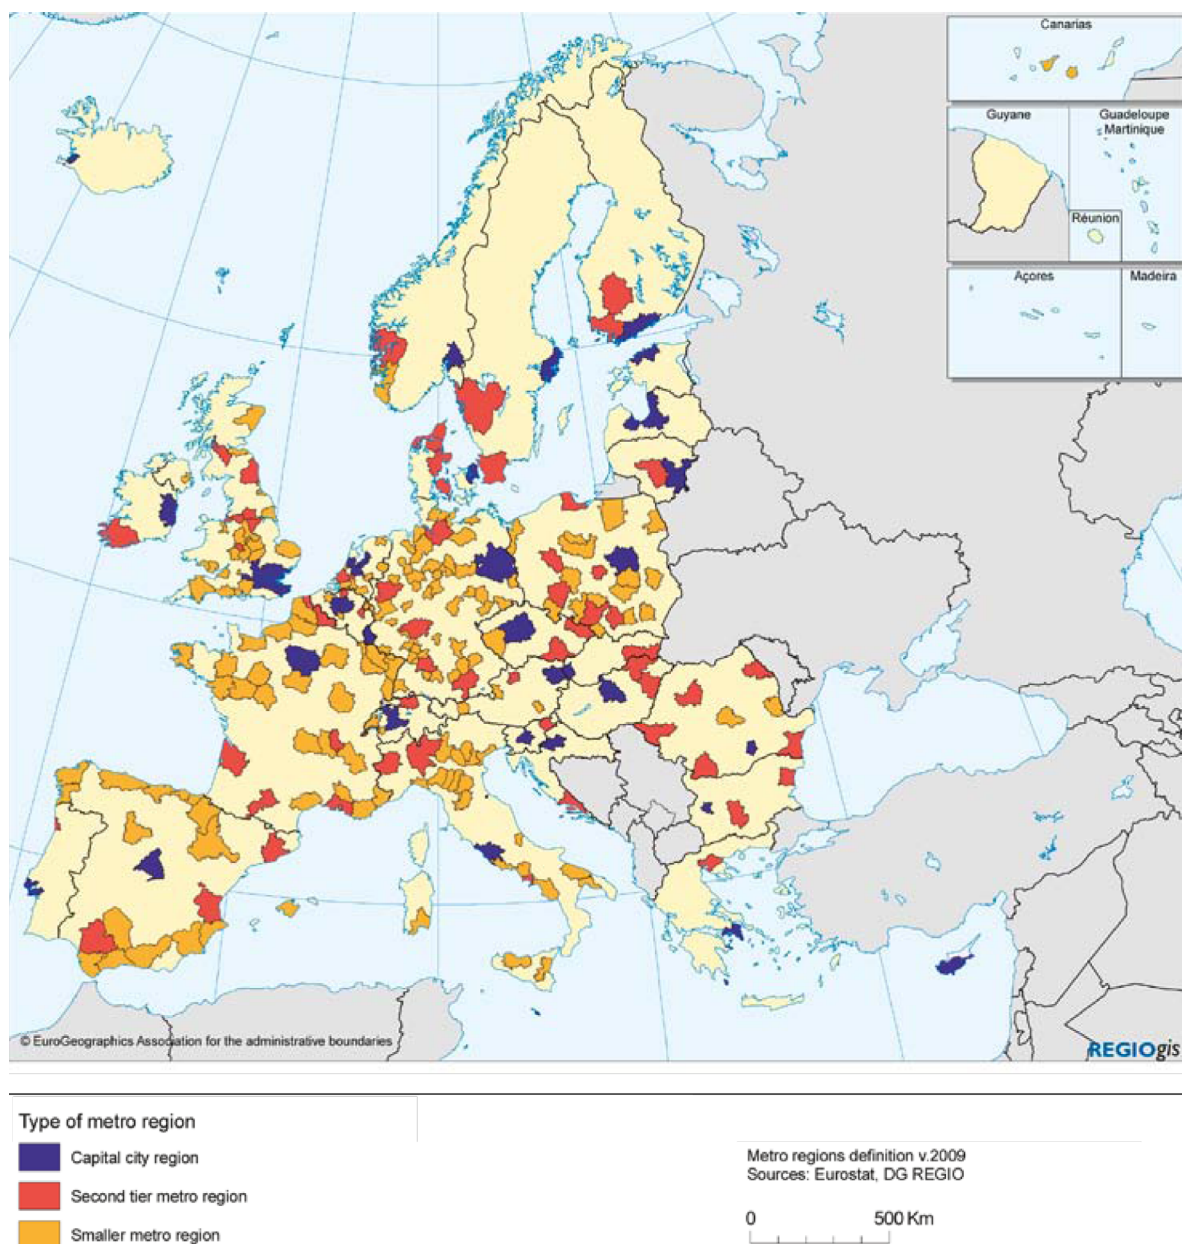 Canarias
Guyane
Guadeloupe
Martinique
Réunion
Açores
Madeira
© EuroGeographics Association for the administrative boundaries
REGIOgis
Type of metro region
Capital city region
Second tier metro region
Smaller metro region
Metro regions definition v.2009
Sources: Eurostat, DG REGIO
0 500 Km